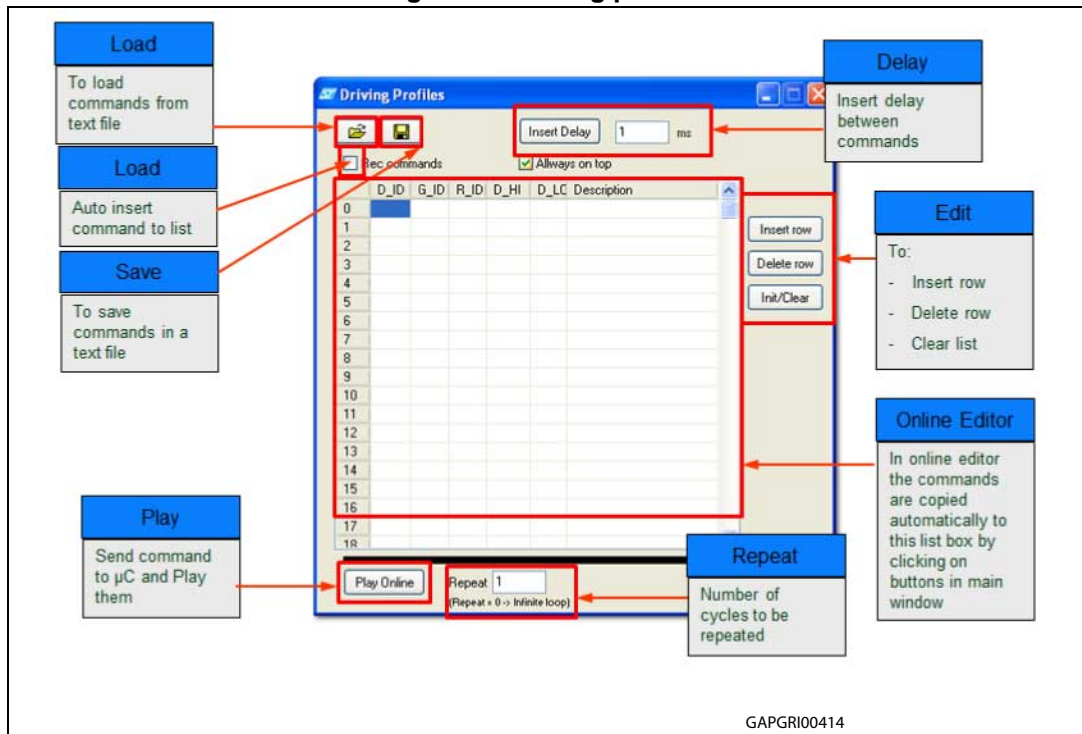 Load
To load
commands from
text file
Load
Auto insert
command to list
Save
To save
commands in a
text file
Play
Send command
to µC and Play
them
Driving Profiles
Insert Delay 1 ms
Rec commands Allways on top
D_ID G_ID R_ID D_HI D_LC Description
0
1
2
3
4
5
6
7
8
9
10
11
12
13
14
15
16
17
18
Insert row
Delete row
Init/Clear
Play Online Repeat 1
(Repeat = 0 -> Infinite loop)
Delay
Insert delay
between
commands
Edit
To:
- Insert row
- Delete row
- Clear list
Online Editor
In online editor
the commands
are copied
automatically to
this list box by
clicking on
buttons in main
window
Repeat
Number of
cycles to be
repeated
GAPGRI00414